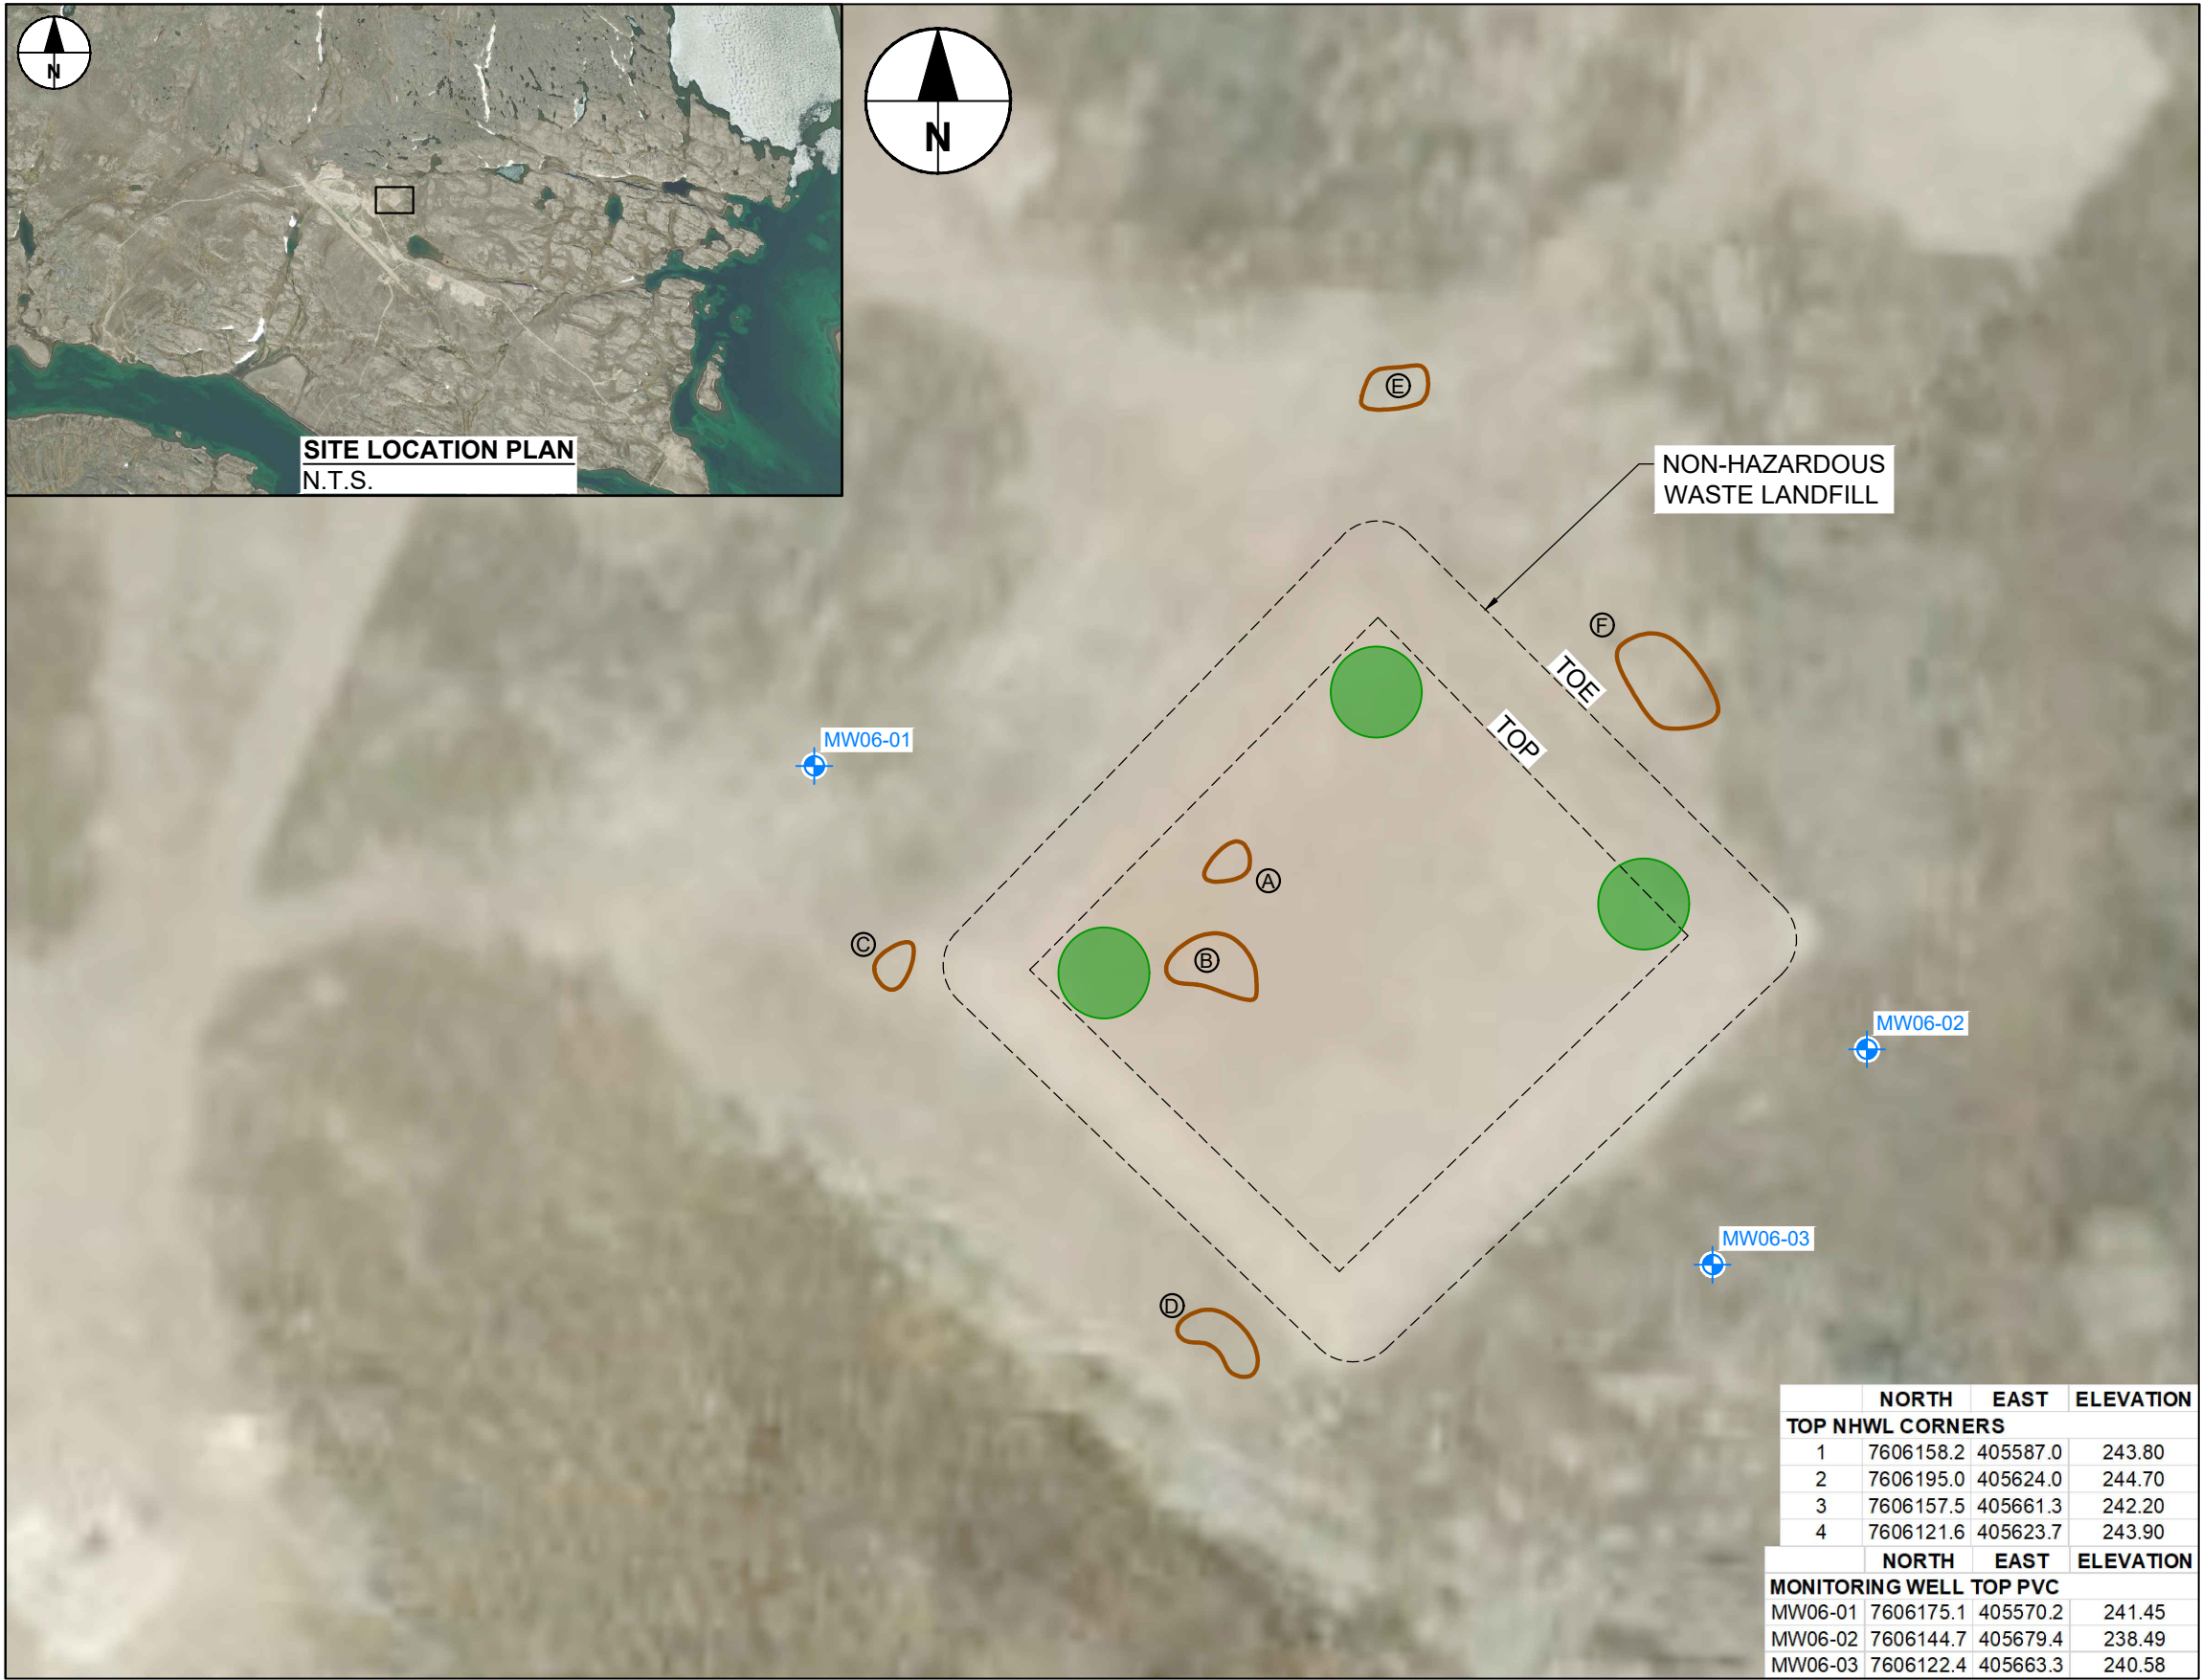 N
N
SITE LOCATION PLAN
N.T.S.
E
NON-HAZARDOUS
WASTE LANDFILL
F
TOE
TOP
MW06-01
A
C
B
MW06-02
MW06-03
D
NORTH EAST ELEVATION
TOP NHWL CORNERS
1 7606158.2 405587.0 243.80
2 7606195.0 405624.0 244.70
3 7606157.5 405661.3 242.20
4 7606121.6 405623.7 243.90
NORTH EAST ELEVATION
MONITORING WELL TOP PVC
MW06-01 7606175.1 405570.2 241.45
MW06-02 7606144.7 405679.4 238.49
MW06-03 7606122.4 405663.3 240.58